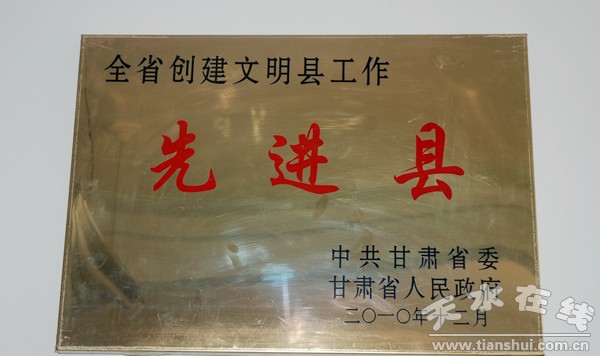 全省创建文明县工作
先进县
中共甘肃省委
甘肃省人民政府
二〇一〇年 二月
天水在线
www.tianshui.com.cn